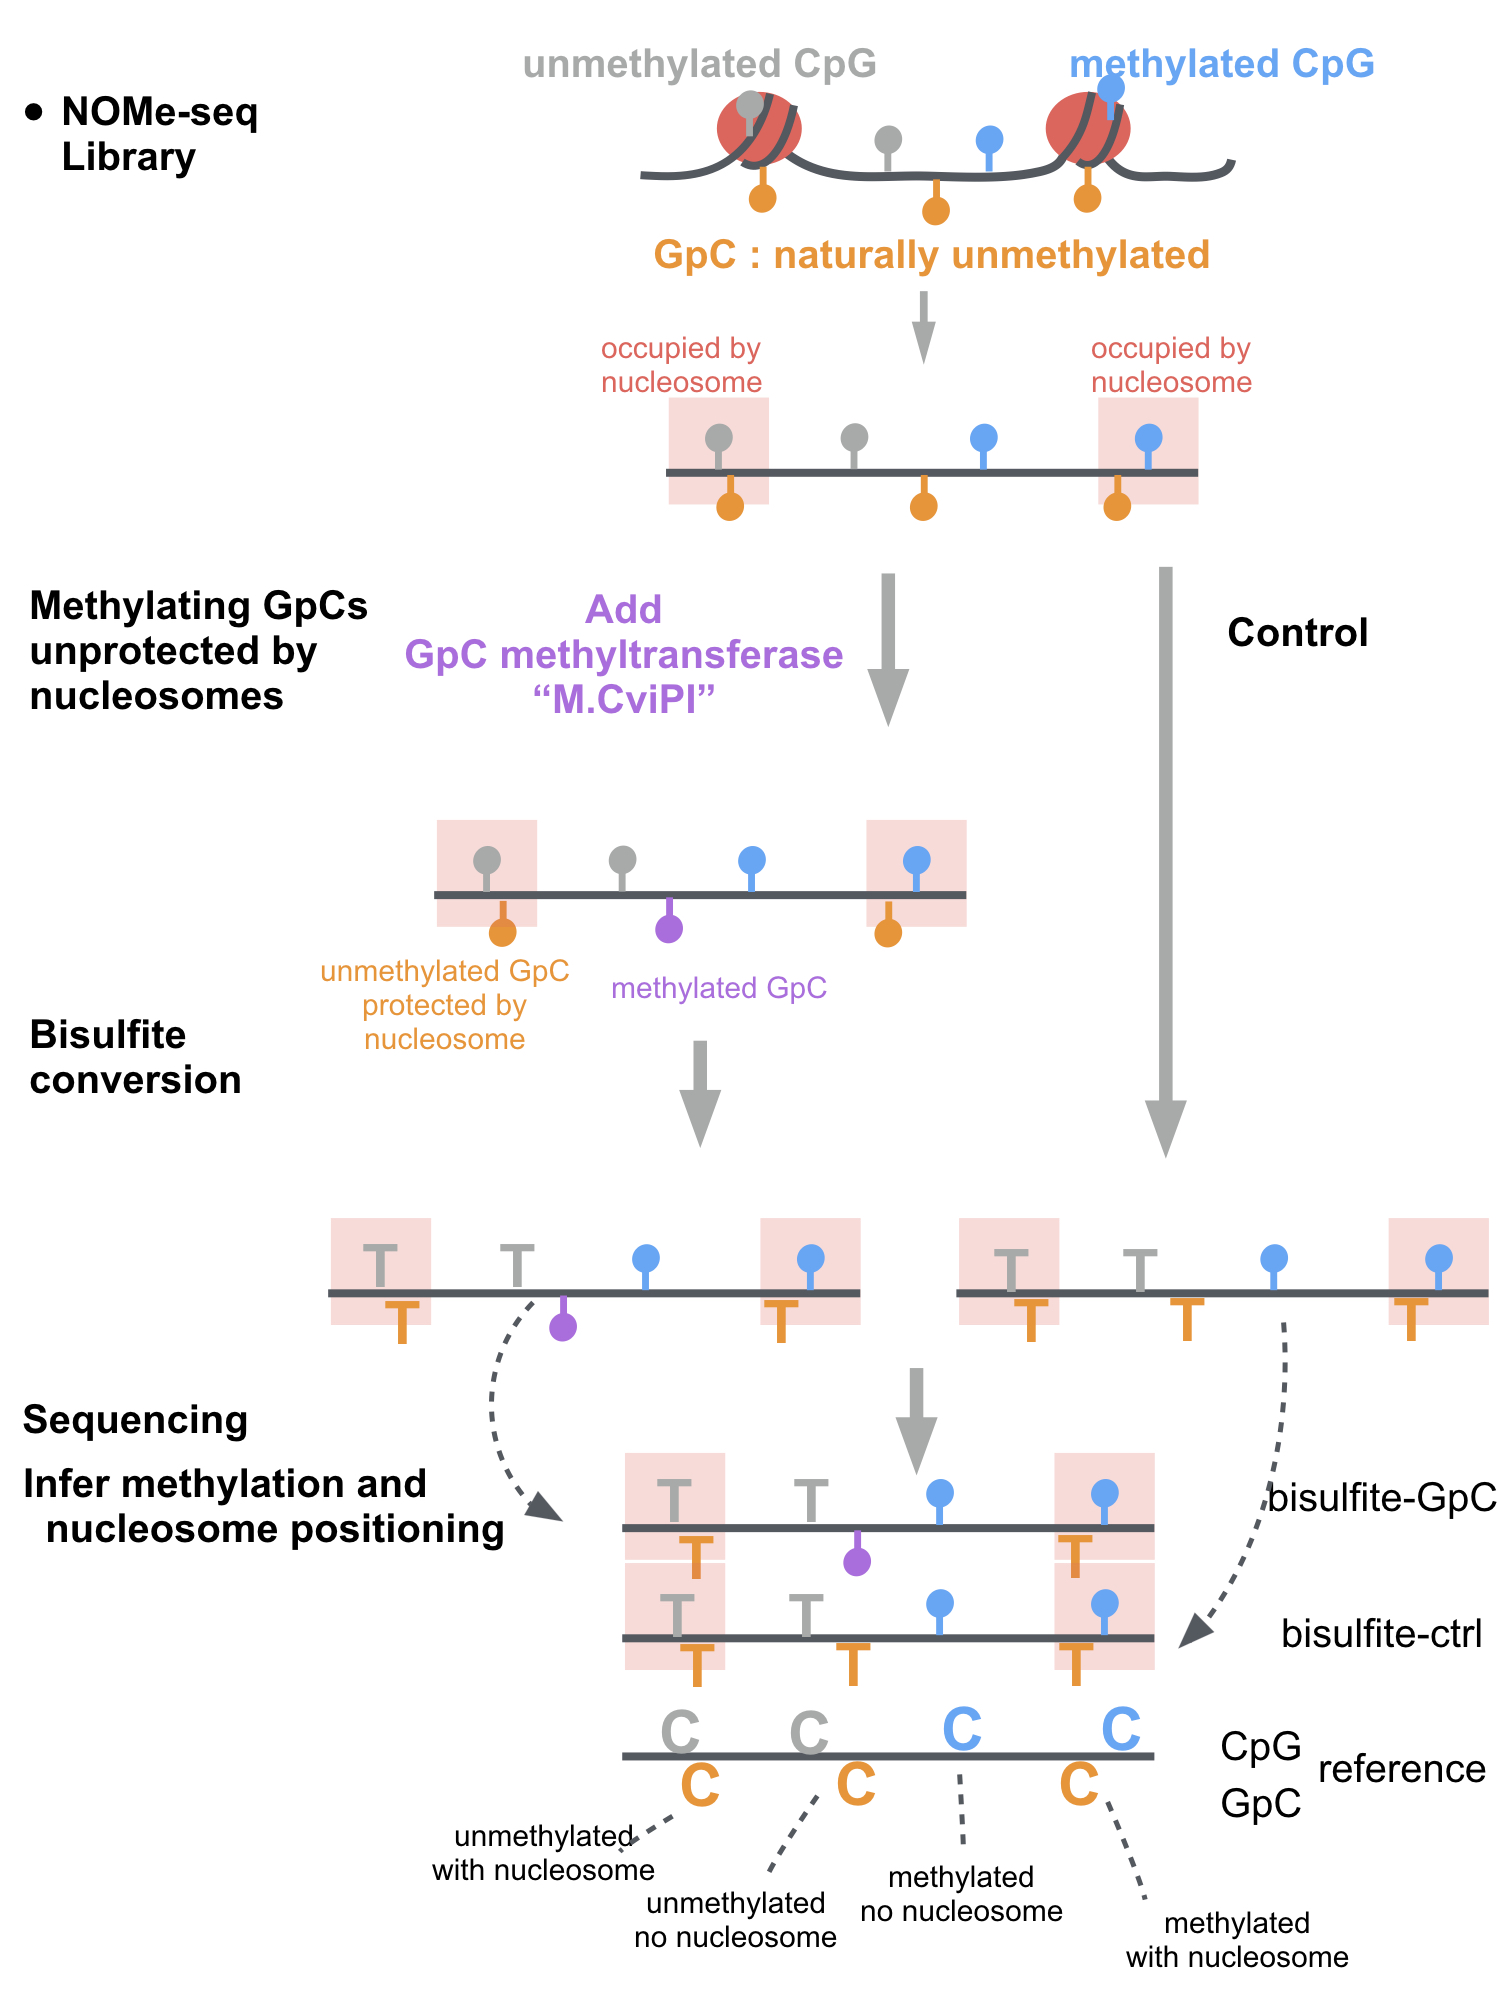 unmethylated CpG
methylated CpG
● NOMe-seq
Library
GpC : naturally unmethylated
occupied by
nucleosome
occupied by
nucleosome
Methylating GpCs
unprotected by
nucleosomes
Add
GpC methyltransferase
“M.CviPI”
Control
unmethylated GpC
protected by
nucleosome
methylated GpC
Bisulfite
conversion
T T
T T
T T
T T T
Sequencing
Infer methylation and
nucleosome positioning
T T
T T
bisulfite-GpC
T T
T T T
bisulfite-ctrl
C C C C
C C C
CpG
GpC
reference
unmethylated
with nucleosome
unmethylated
no nucleosome
methylated
no nucleosome
methylated
with nucleosome